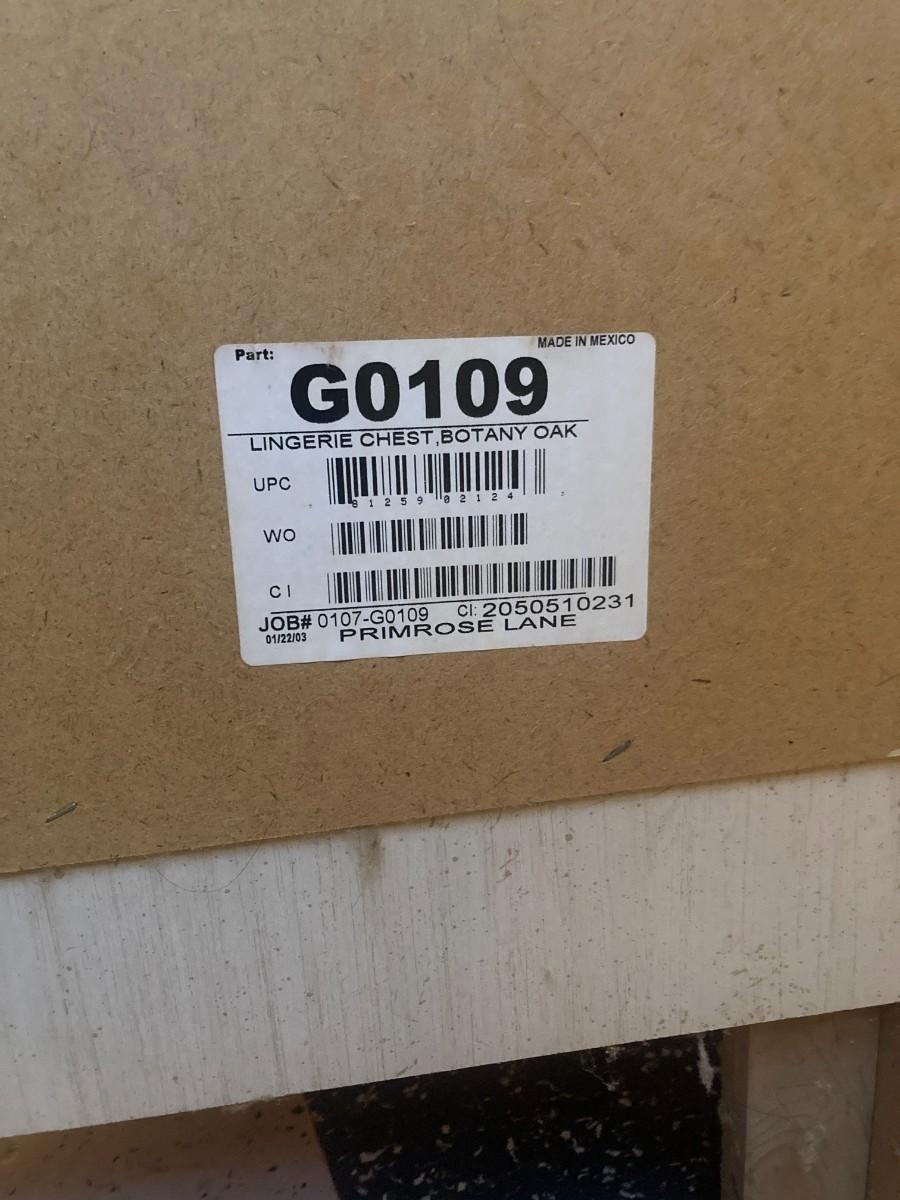 Part:
MADE IN MEXICO
G0109
LINGERIE CHEST,BOTANY OAK
UPC
81259 02124
WO
CI
JOB# 0107-G0109 CI: 2050510231
01/22/03 PRIMROSE LANE